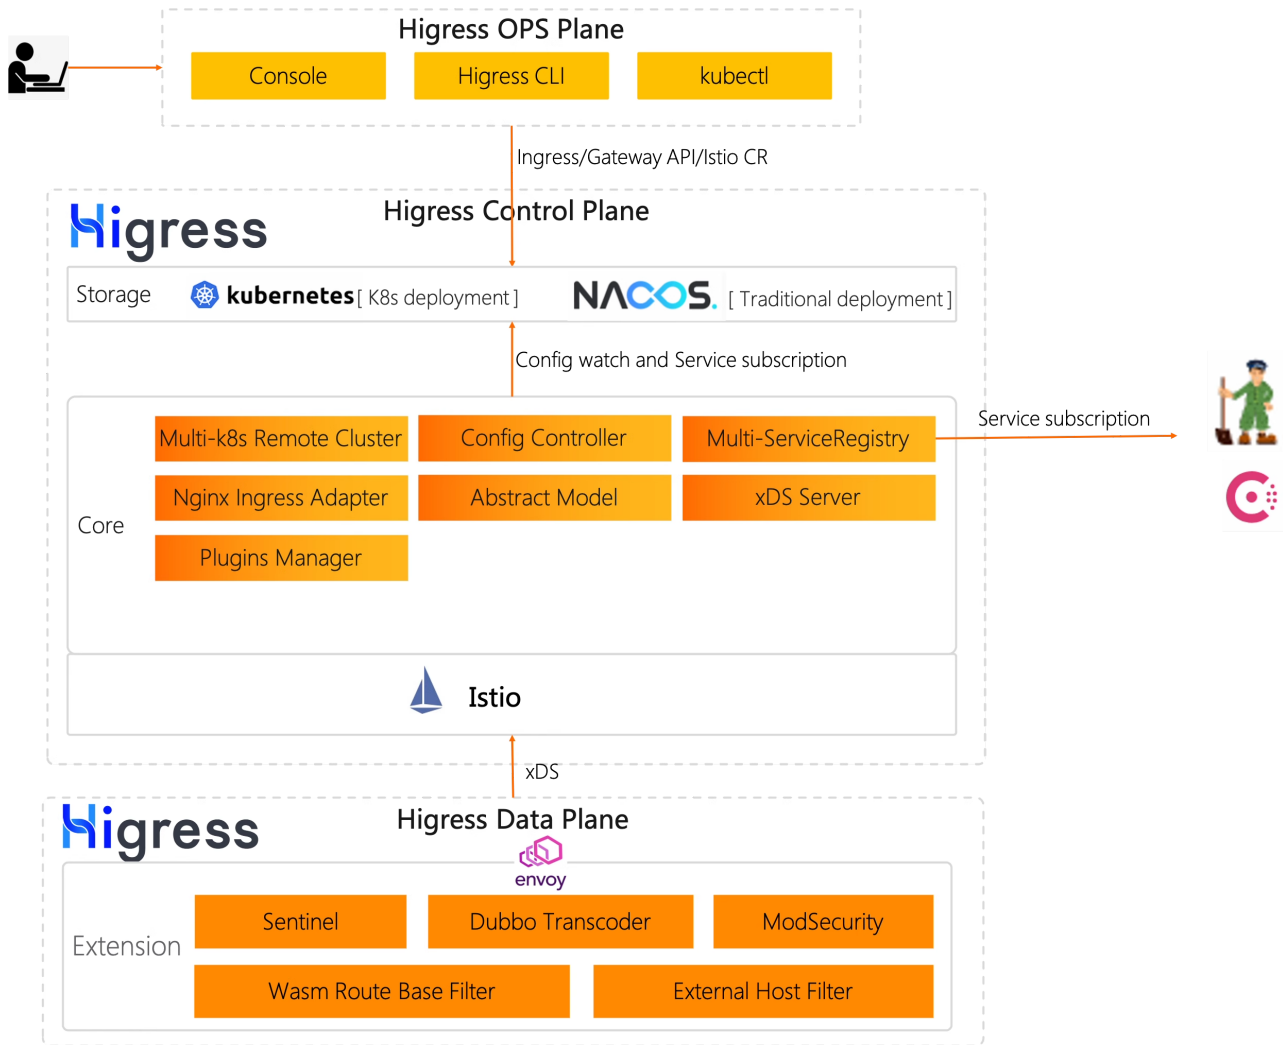 Higress OPS Plane
Console
Higress CLI
kubectl
Ingress/Gateway API/Istio CR
Higress
Higress Control Plane
Storage
kubernetes [ K8s deployment ]
NACOS. [ Traditional deployment ]
Config watch and Service subscription
Multi-k8s Remote Cluster
Config Controller
Multi-ServiceRegistry
Service subscription
Nginx Ingress Adapter
Abstract Model
xDS Server
Core
Plugins Manager
Istio
xDS
Higress
Higress Data Plane
envoy
Sentinel
Dubbo Transcoder
ModSecurity
Extension
Wasm Route Base Filter
External Host Filter